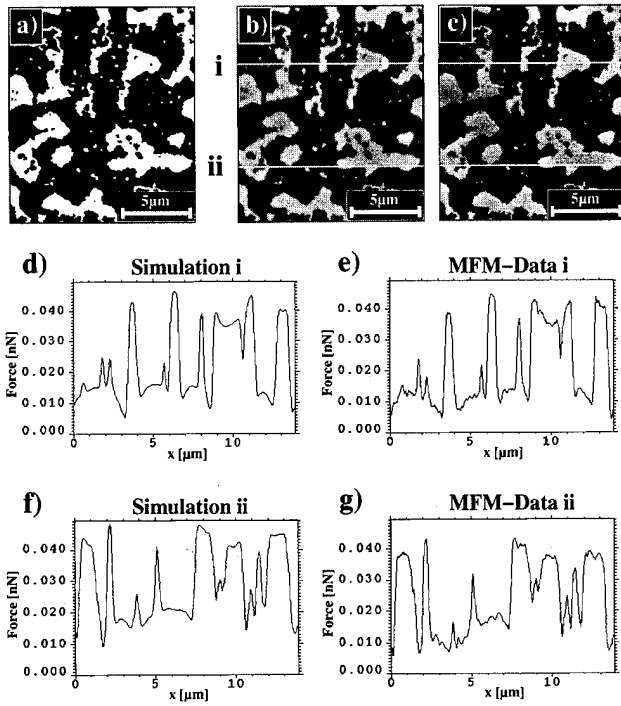 a)
b)
c)
i
ii
5µm
5µm
5µm
d)
Simulation i
e)
MFM-Data i
Force [nN]
0.040
0.030
0.020
0.010
0.000
0
5
10
x [µm]
Force [nN]
0.040
0.030
0.020
0.010
0.000
0
5
10
x [µm]
f)
Simulation ii
g)
MFM-Data ii
Force [nN]
0.040
0.030
0.020
0.010
0.000
0
5
10
x [µm]
Force [nN]
0.040
0.030
0.020
0.010
0.000
0
5
10
x [µm]